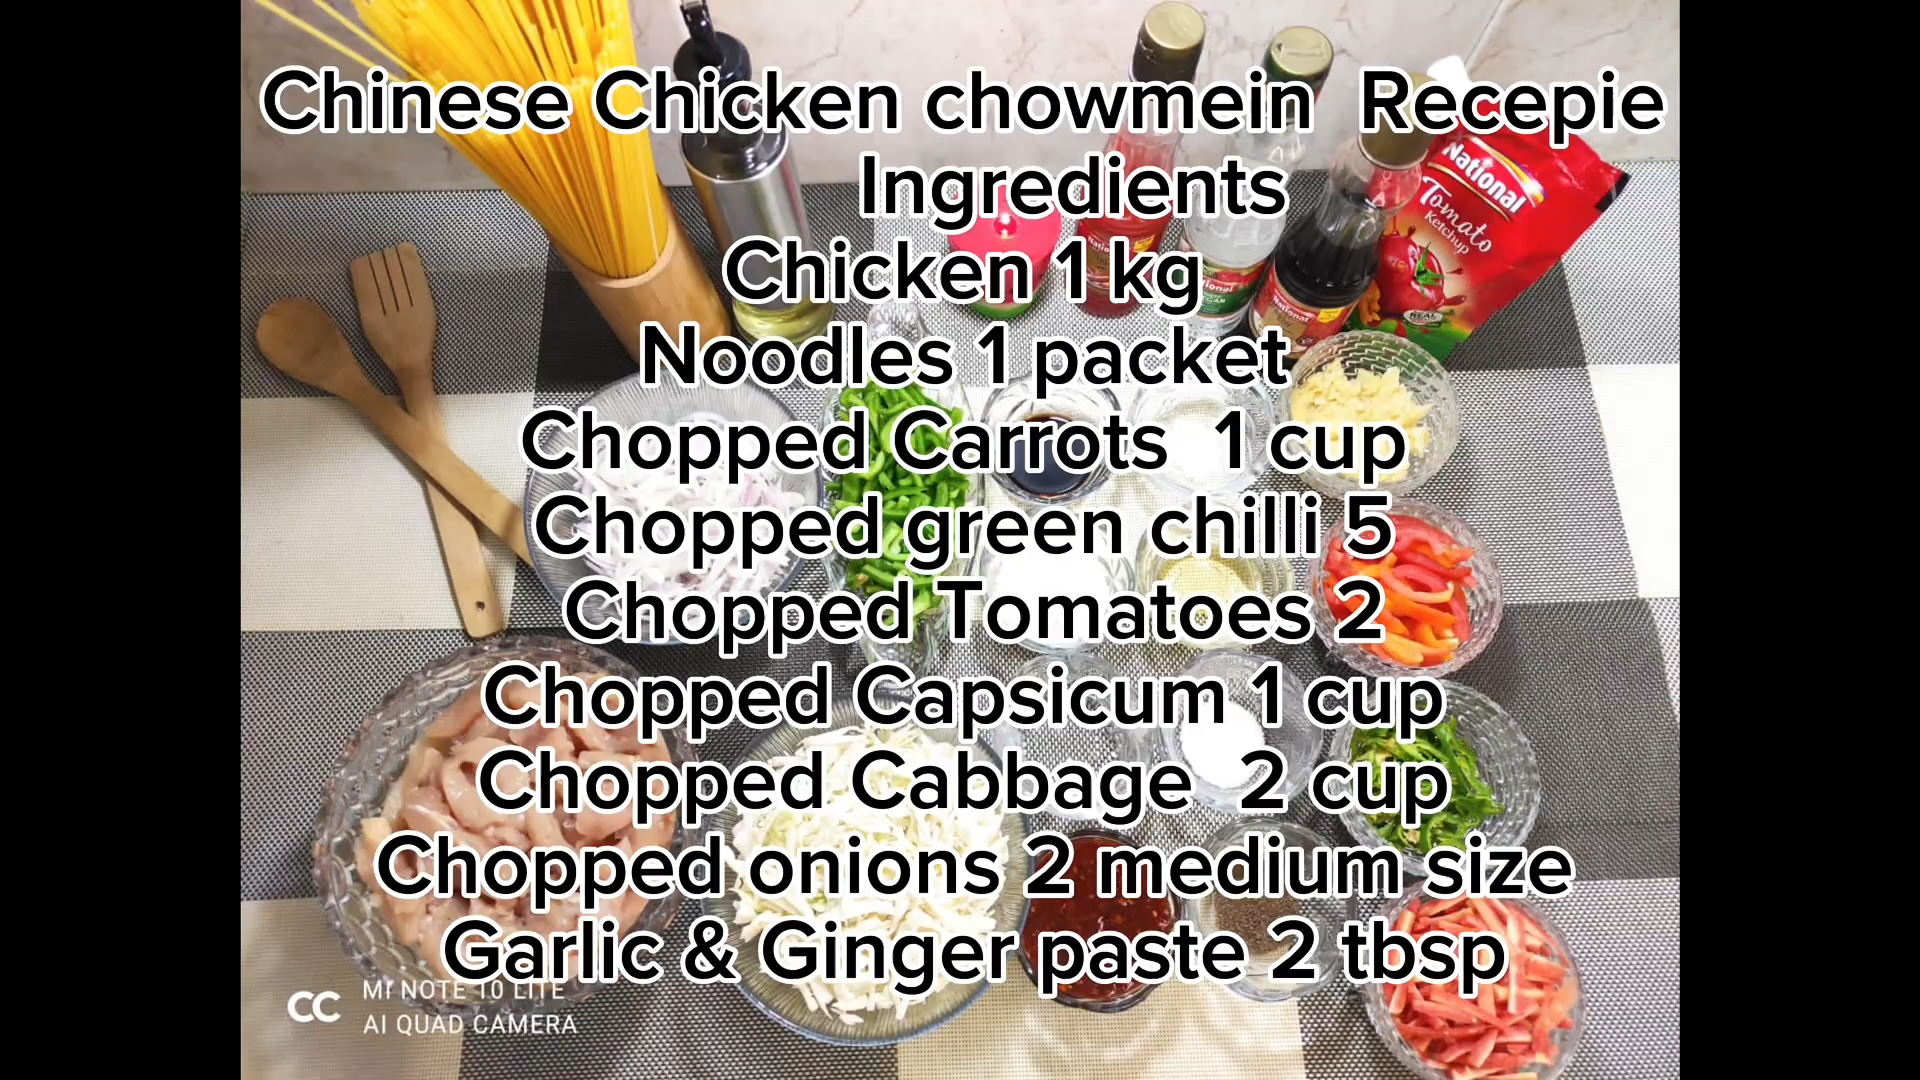 Chinese Chicken chowmein Recepie
Ingredients
Chicken 1 kg
Noodles 1 packet
Chopped Carrots 1 cup
Chopped green chilli 5
Chopped Tomatoes 2
Chopped Capsicum 1 cup
Chopped Cabbage 2 cup
Chopped onions 2 medium size
Garlic & Ginger paste 2 tbsp
National
Tomato
Ketchup
National
MI NOTE 10 LITE
AI QUAD CAMERA